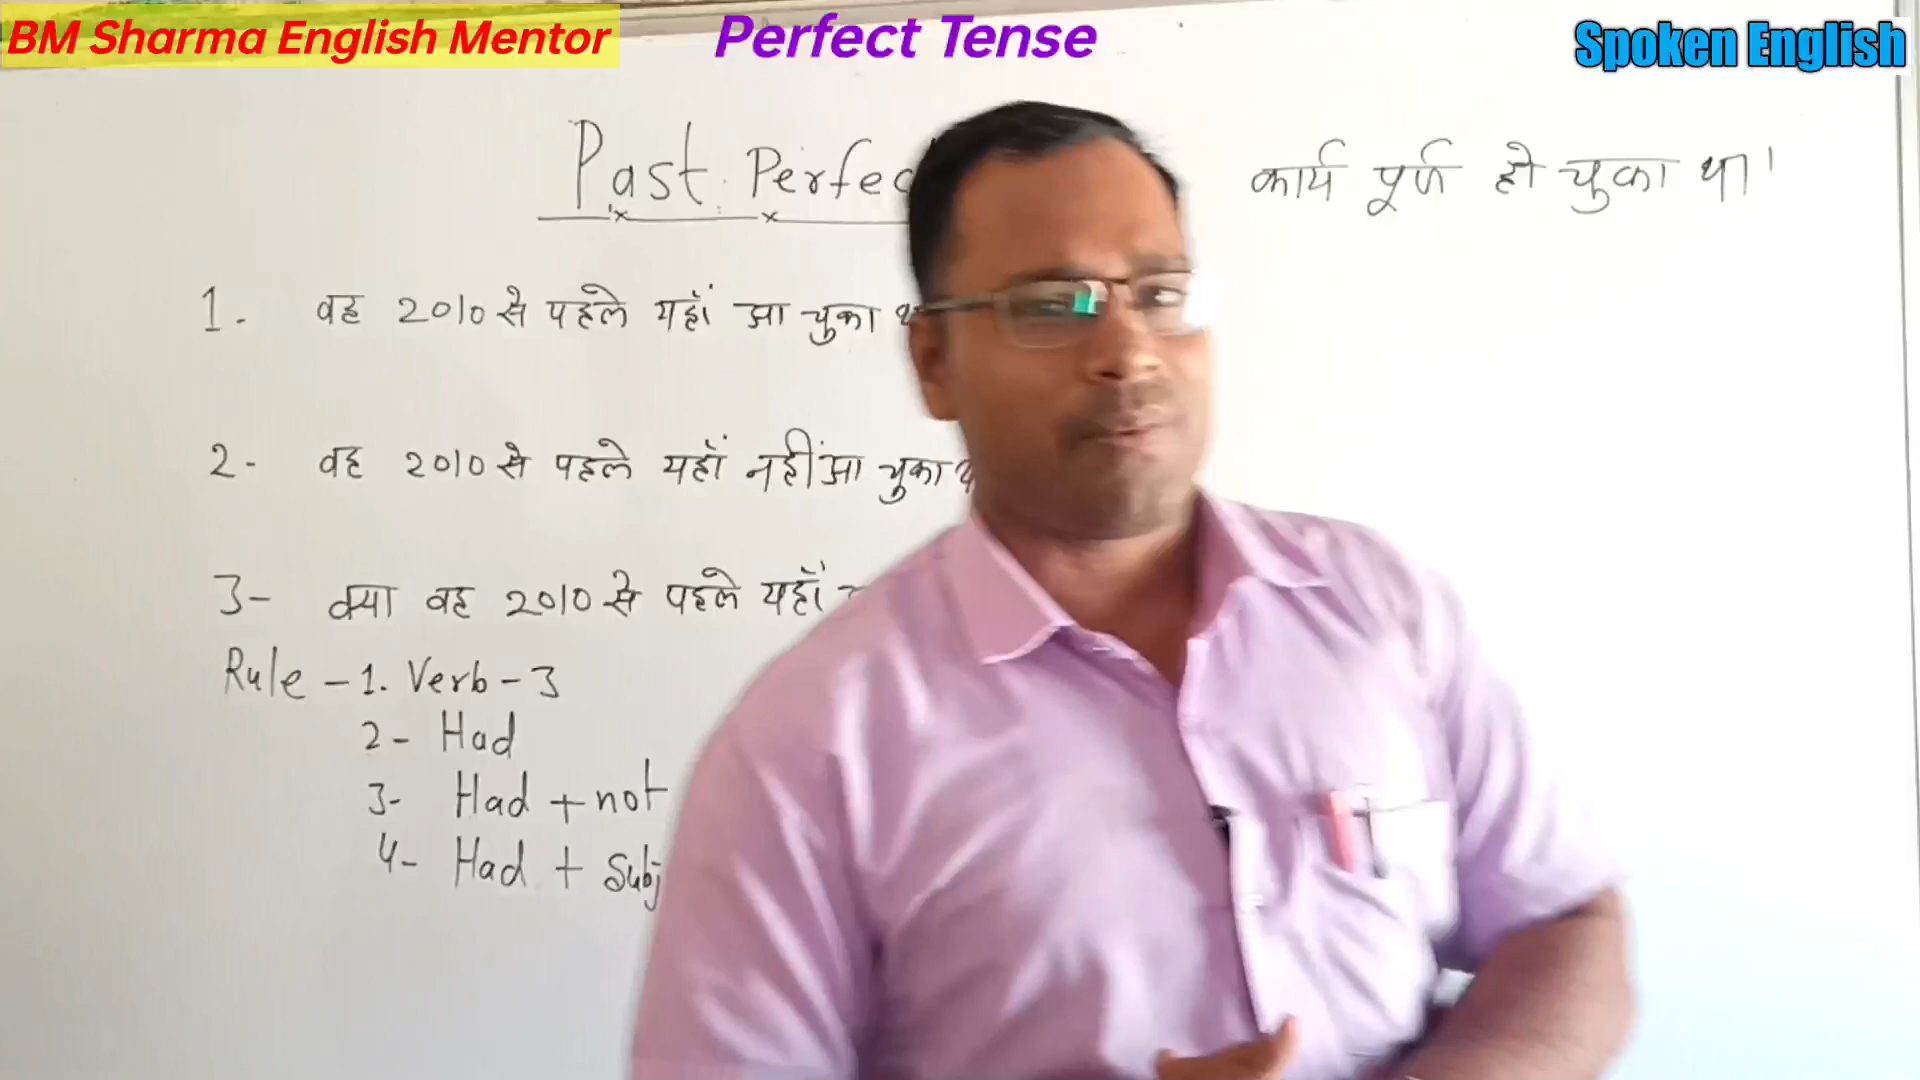 BM Sharma English Mentor
Perfect Tense
Spoken English
Past Perfec
कार्य पूर्ण हो चुका था।
1. वह 2010 से पहले यहाँ आ चुका
2- वह 2010 से पहले यहाँ नहीं आ चुका
3- क्या वह 2010 से पहले यहाँ
Rule - 1. Verb - 3
2- Had
3- Had + not
4- Had + Subj